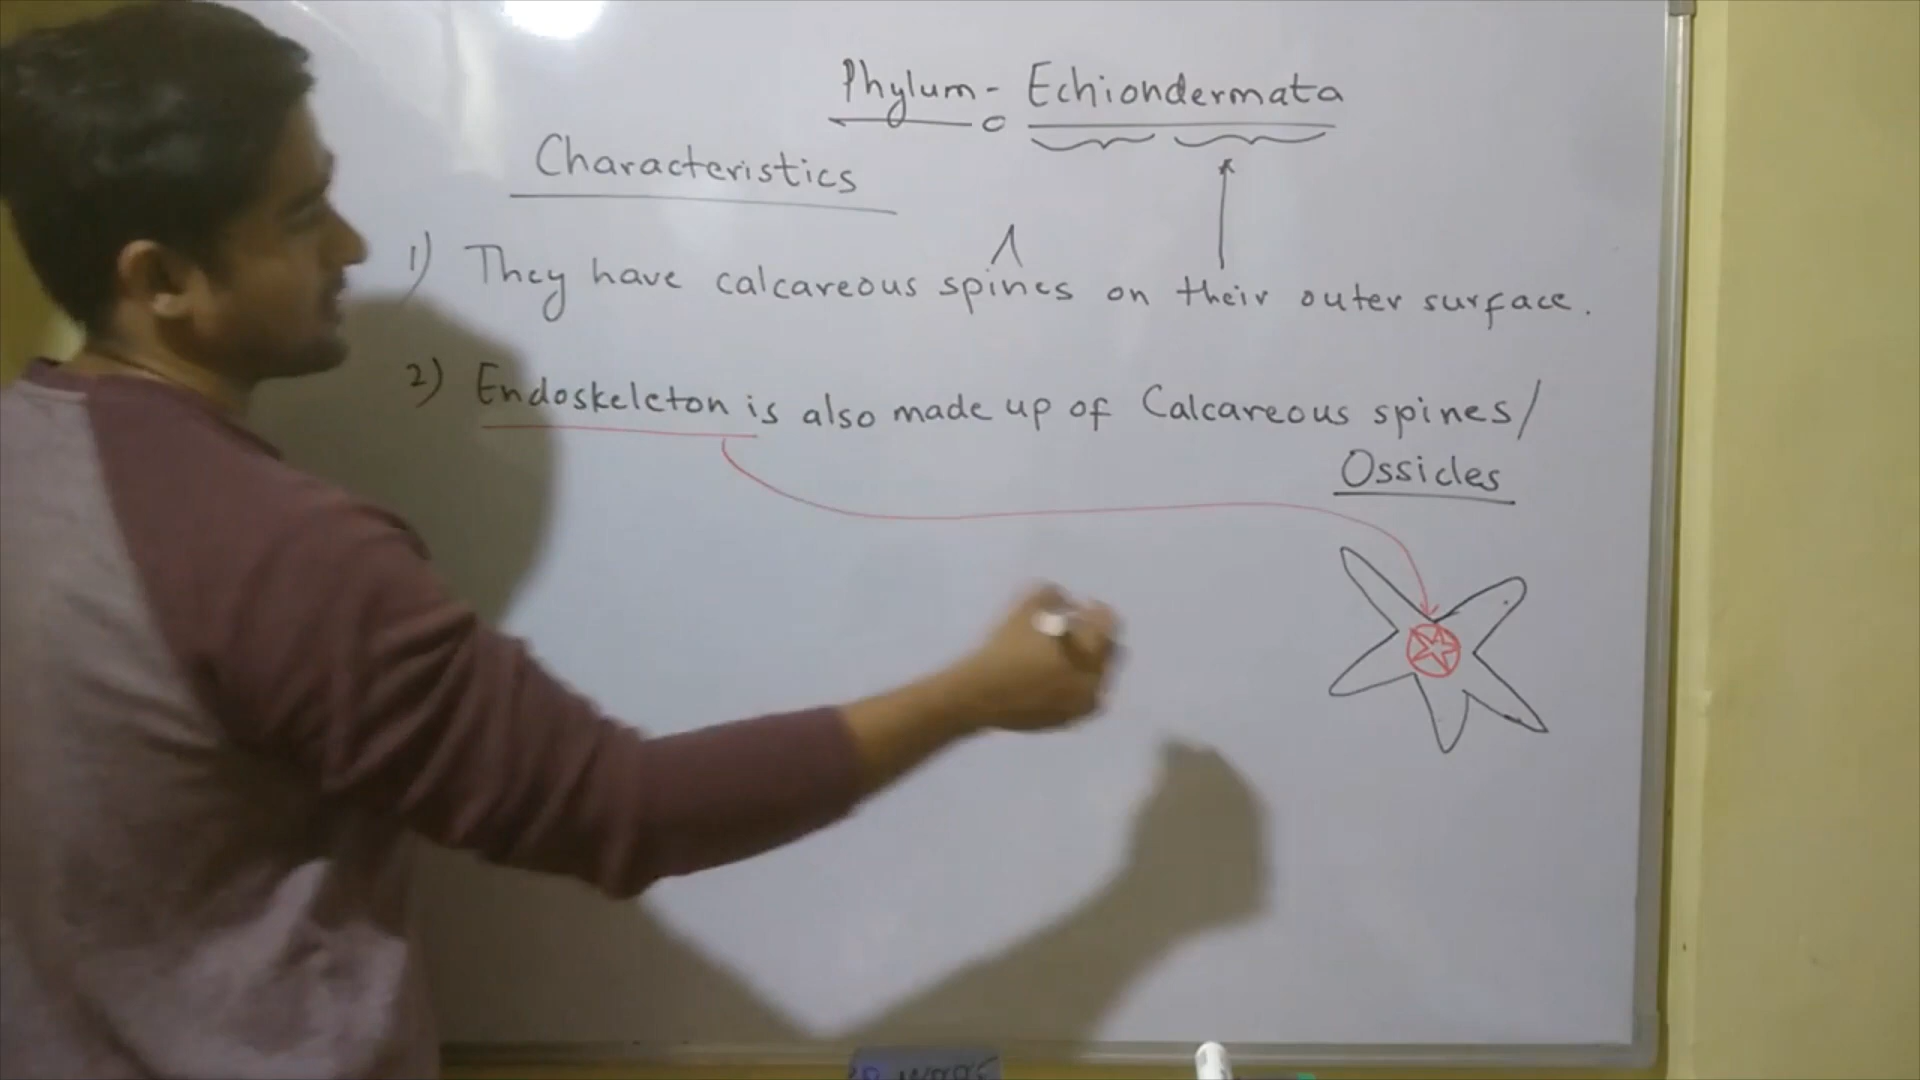 Phylum - Echiondermata
Characteristics
1) They have calcareous spines on their outer surface.
2) Endoskeleton is also made up of Calcareous spines/
Ossicles